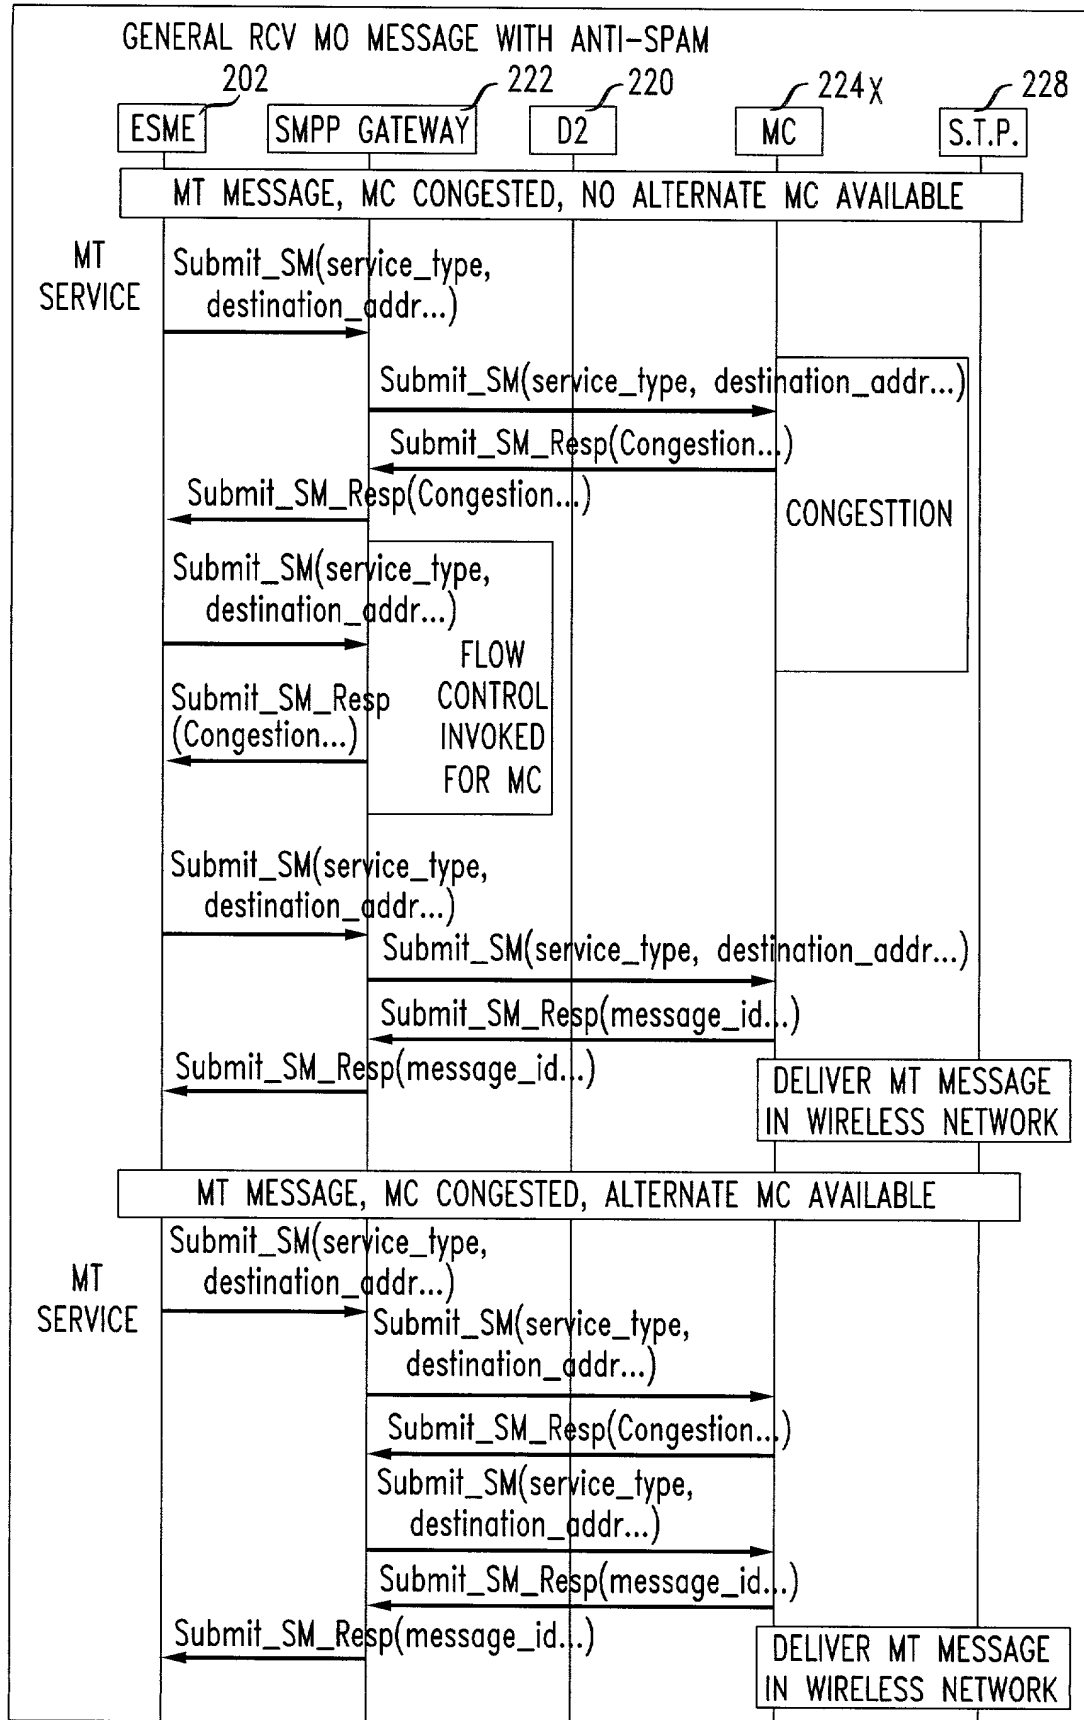 GENERAL RCV MO MESSAGE WITH ANTI-SPAM
202 222 220 224X 228
ESME SMPP GATEWAY D2 MC S.T.P.
MT MESSAGE, MC CONGESTED, NO ALTERNATE MC AVAILABLE
MT
SERVICE
Submit_SM(service_type,
destination_addr...)
Submit_SM(service_type, destination_addr...)
Submit_SM_Resp(Congestion...)
Submit_SM_Resp(Congestion...)
CONGESTTION
Submit_SM(service_type,
destination_addr...)
FLOW
CONTROL
INVOKED
FOR MC
Submit_SM_Resp
(Congestion...)
Submit_SM(service_type,
destination_addr...)
Submit_SM(service_type, destination_addr...)
Submit_SM_Resp(message_id...)
Submit_SM_Resp(message_id...)
DELIVER MT MESSAGE
IN WIRELESS NETWORK
MT MESSAGE, MC CONGESTED, ALTERNATE MC AVAILABLE
MT
SERVICE
Submit_SM(service_type,
destination_addr...)
Submit_SM(service_type,
destination_addr...)
Submit_SM_Resp(Congestion...)
Submit_SM(service_type,
destination_addr...)
Submit_SM_Resp(message_id...)
Submit_SM_Resp(message_id...)
DELIVER MT MESSAGE
IN WIRELESS NETWORK